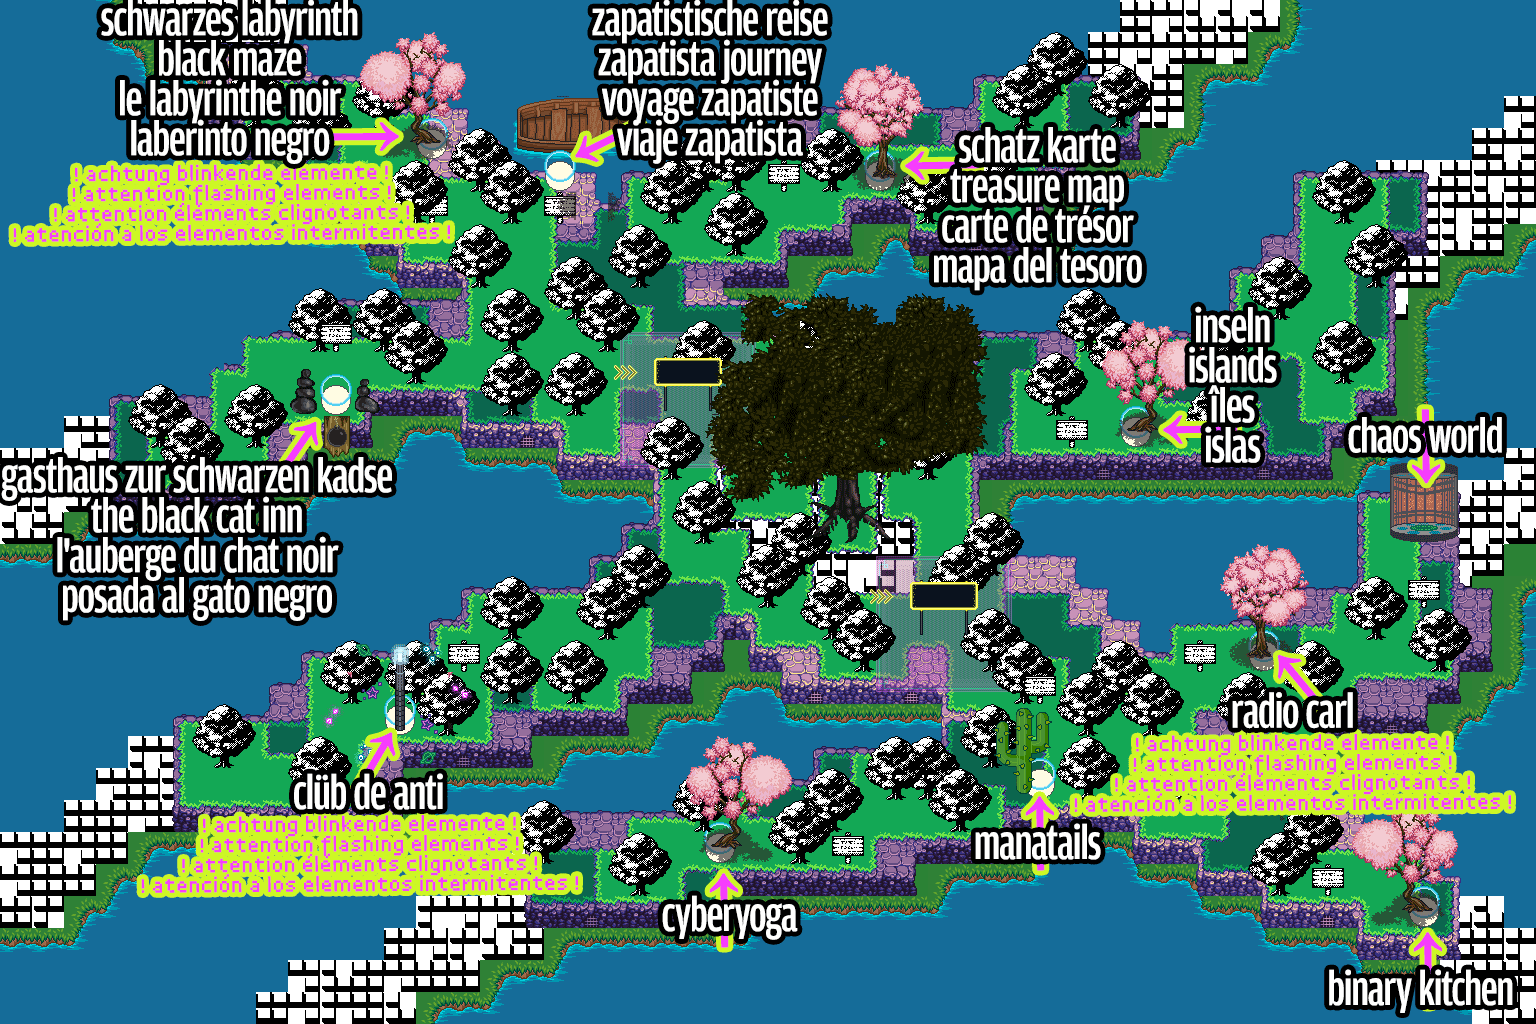 schwarzes labyrinth
black maze
le labyrinthe noir
laberinto negro
! achtung blinkende elemente !
! attention flashing elements !
! attention éléments clignotants !
! atención a los elementos intermitentes !
zapatistische reise
zapatista journey
voyage zapatiste
viaje zapatista
schatz karte
treasure map
carte de trésor
mapa del tesoro
inseln
islands
îles
islas
chaos world
gasthaus zur schwarzen kadse
the black cat inn
l'auberge du chat noir
posada al gato negro
radio carl
! achtung blinkende elemente !
! attention flashing elements !
! attention éléments clignotants !
! atención a los elementos intermitentes !
clüb de anti
! achtung blinkende elemente !
! attention flashing elements !
! attention éléments clignotants !
! atención a los elementos intermitentes !
manatails
cyberyoga
binary kitchen